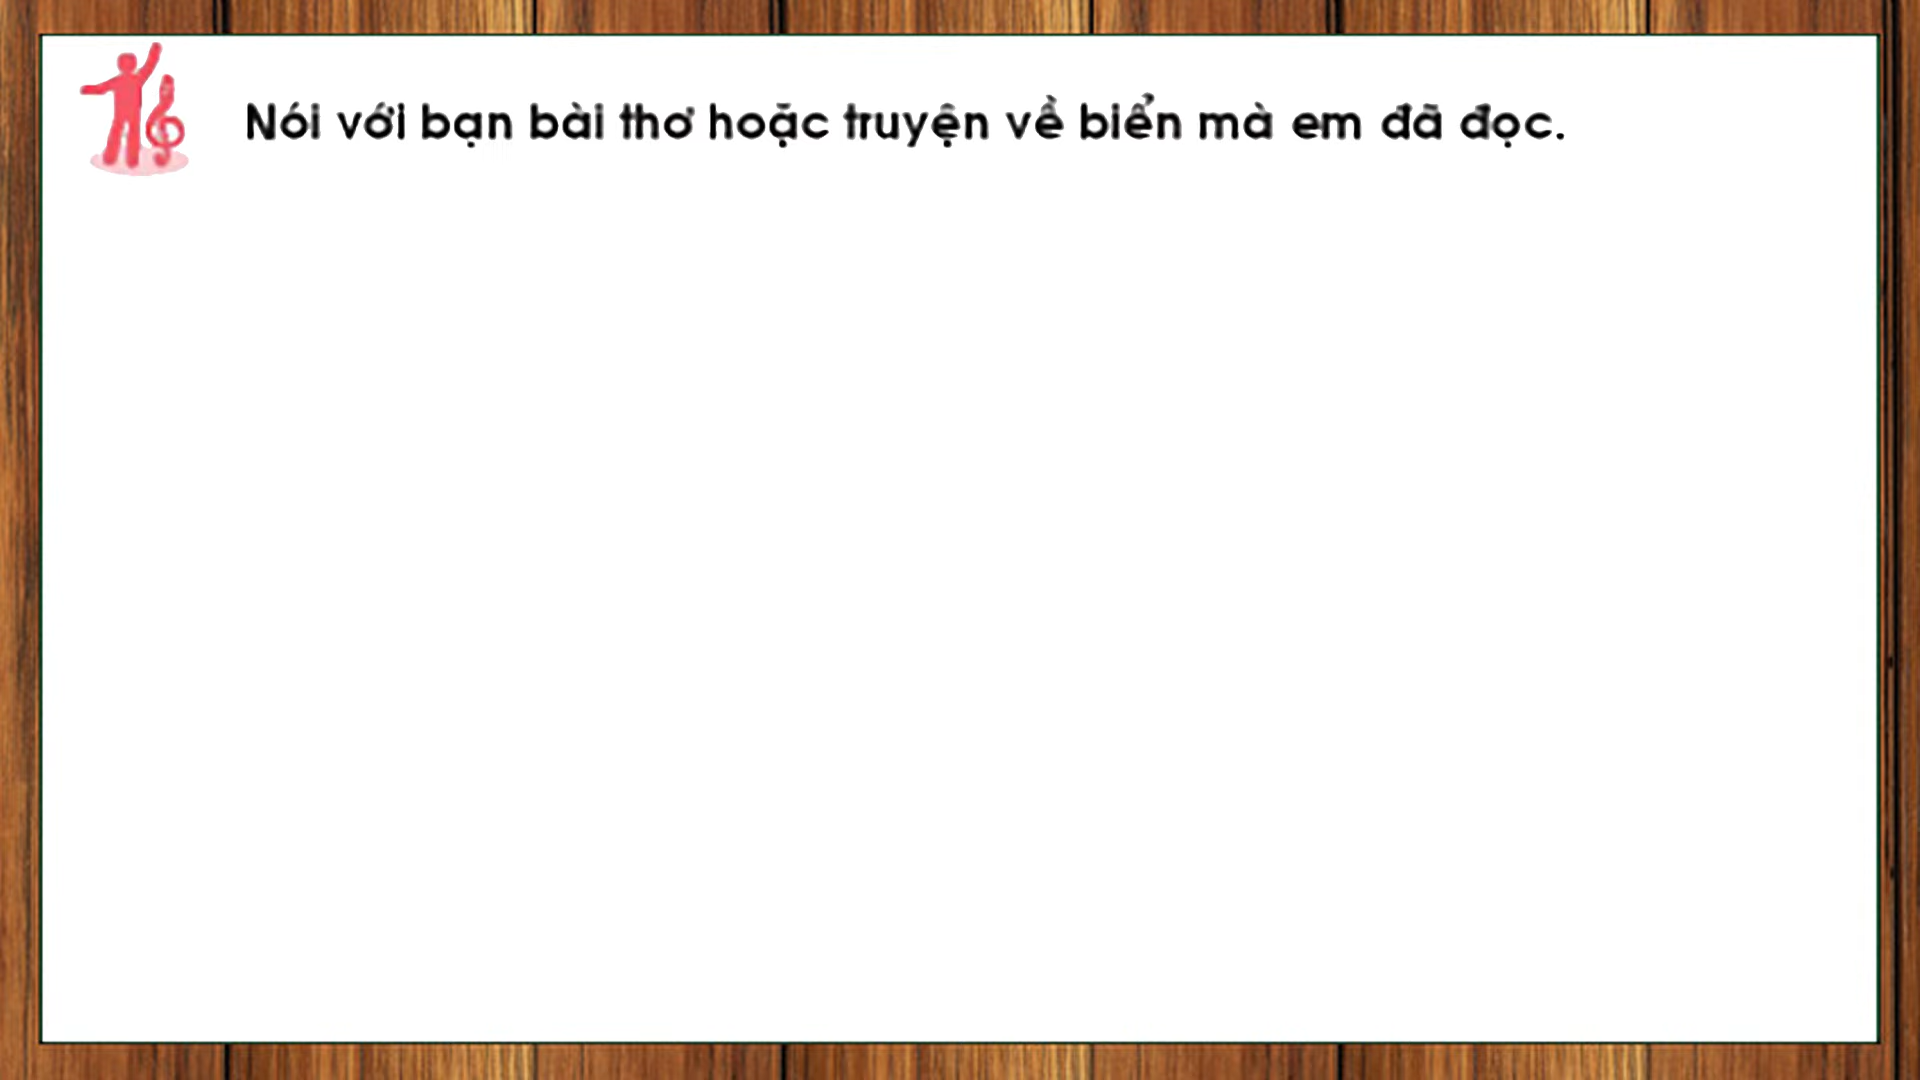 Nói với bạn bài thơ hoặc truyện về biển mà em đã đọc.